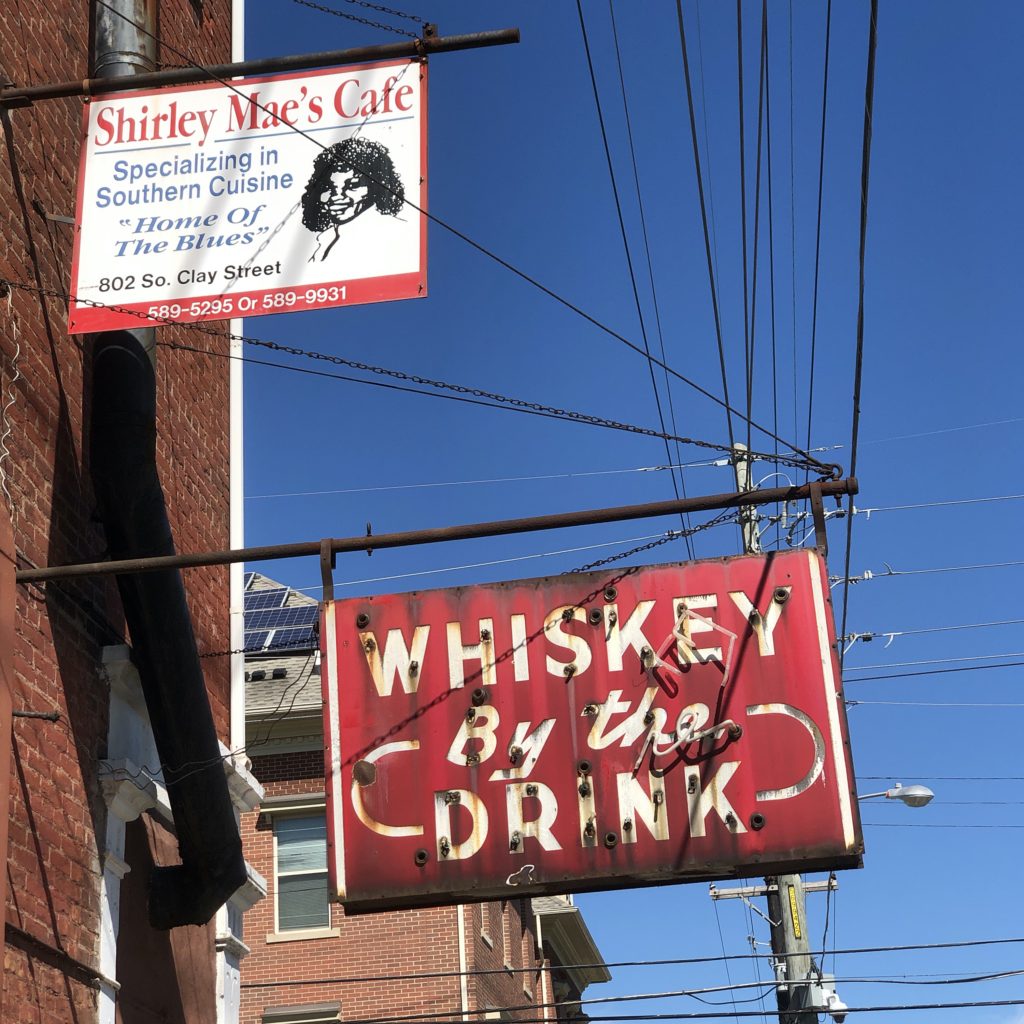 Shirley Mae's Cafe
Specializing in
Southern Cuisine
"Home Of
The Blues"
802 So. Clay Street
589-5295 Or 589-9931
WHISKEY
By the
DRINK